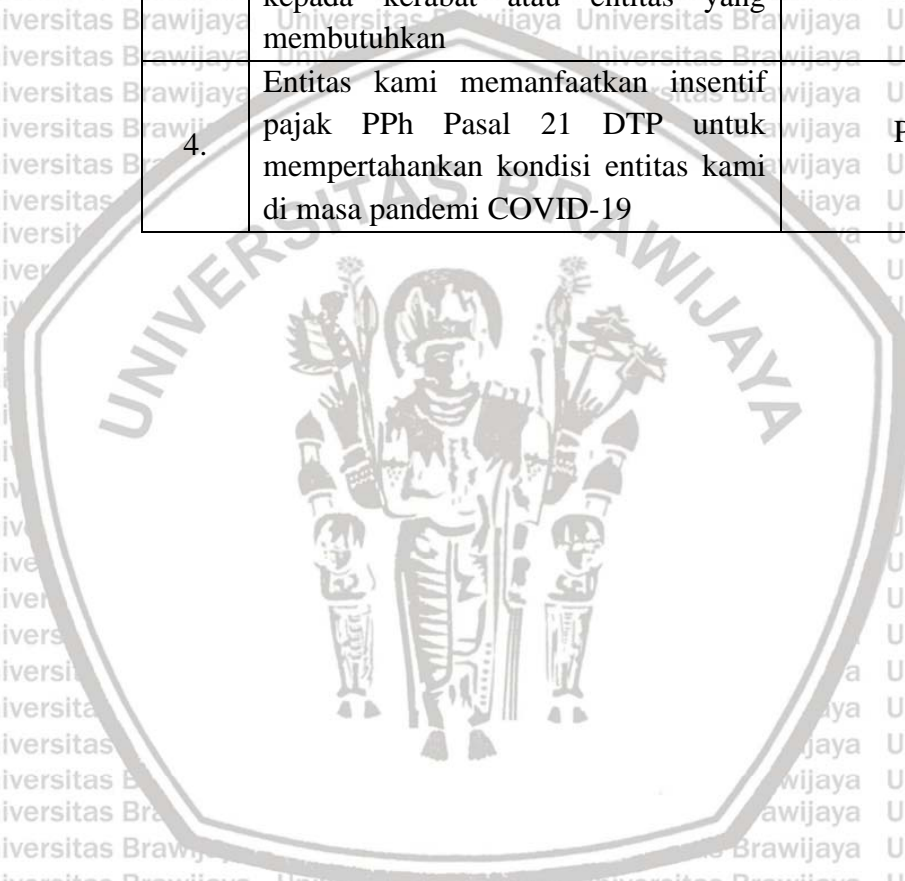 kepada kerabat atau entitas yang
membutuhkan
4.
Entitas kami memanfaatkan insentif
pajak PPh Pasal 21 DTP untuk
mempertahankan kondisi entitas kami
di masa pandemi COVID-19
P
UNIVERSITAS BRAWIJAYA